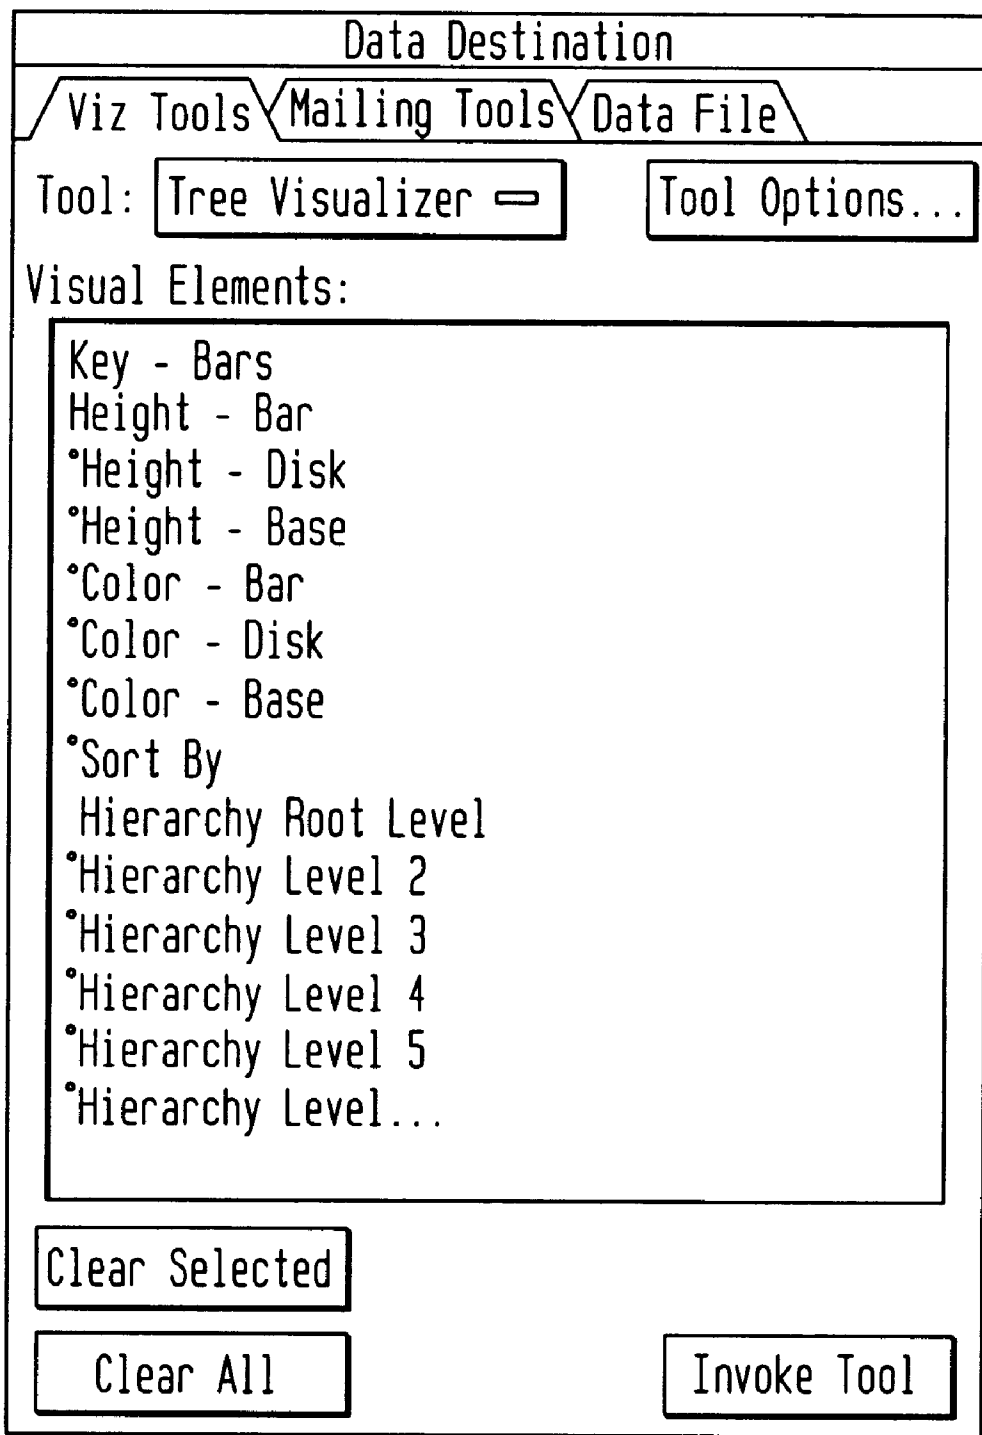 Data Destination
Viz Tools Mailing Tools Data File
Tool: Tree Visualizer Tool Options...
Visual Elements:
Key - Bars
Height - Bar
°Height - Disk
°Height - Base
°Color - Bar
°Color - Disk
°Color - Base
°Sort By
Hierarchy Root Level
°Hierarchy Level 2
°Hierarchy Level 3
°Hierarchy Level 4
°Hierarchy Level 5
°Hierarchy Level...
Clear Selected
Clear All Invoke Tool